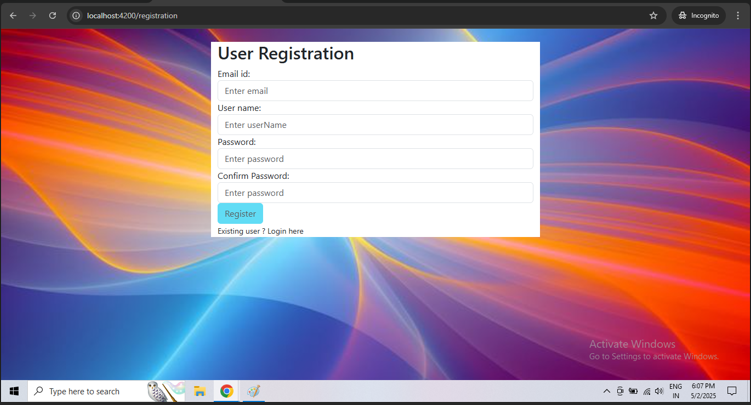 localhost:4200/registration
Incognito
User Registration
Email id:
Enter email
User name:
Enter userName
Password:
Enter password
Confirm Password:
Enter password
Register
Existing user ? Login here
Activate Windows
Go to Settings to activate Windows.
Type here to search
ENG
IN
6:07 PM
5/2/2025